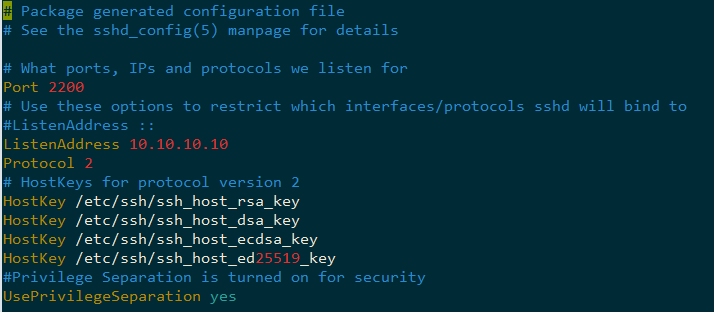 # Package generated configuration file
# See the sshd_config(5) manpage for details
# What ports, IPs and protocols we listen for
Port 2200
# Use these options to restrict which interfaces/protocols sshd will bind to
#ListenAddress ::
ListenAddress 10.10.10.10
Protocol 2
# HostKeys for protocol version 2
HostKey /etc/ssh/ssh_host_rsa_key
HostKey /etc/ssh/ssh_host_dsa_key
HostKey /etc/ssh/ssh_host_ecdsa_key
HostKey /etc/ssh/ssh_host_ed25519_key
#Privilege Separation is turned on for security
UsePrivilegeSeparation yes